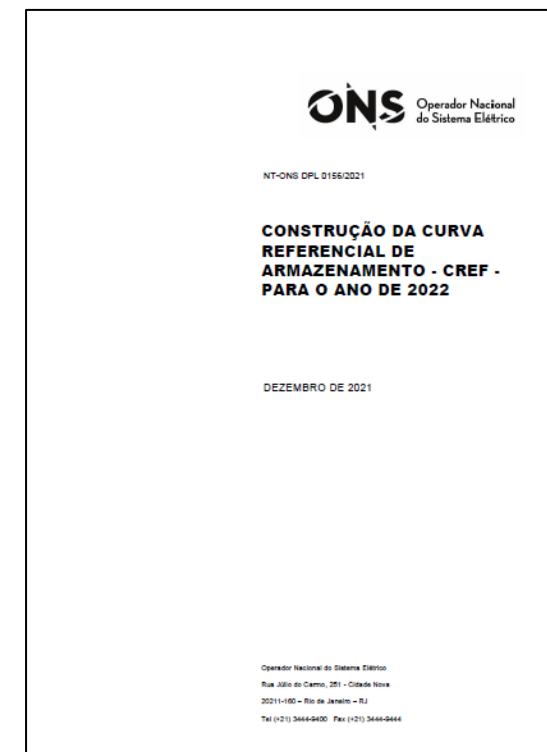 ONS Operador Nacional
do Sistema Elétrico
NT-ONS DPL 0156/2021
CONSTRUÇÃO DA CURVA
REFERENCIAL DE
ARMAZENAMENTO - CREF -
PARA O ANO DE 2022
DEZEMBRO DE 2021
Operador Nacional do Sistema Elétrico
Rua Júlio do Carmo, 251 - Cidade Nova
20211-160 – Rio de Janeiro – RJ
Tel (+21) 3444-9400 Fax (+21) 3444-9444